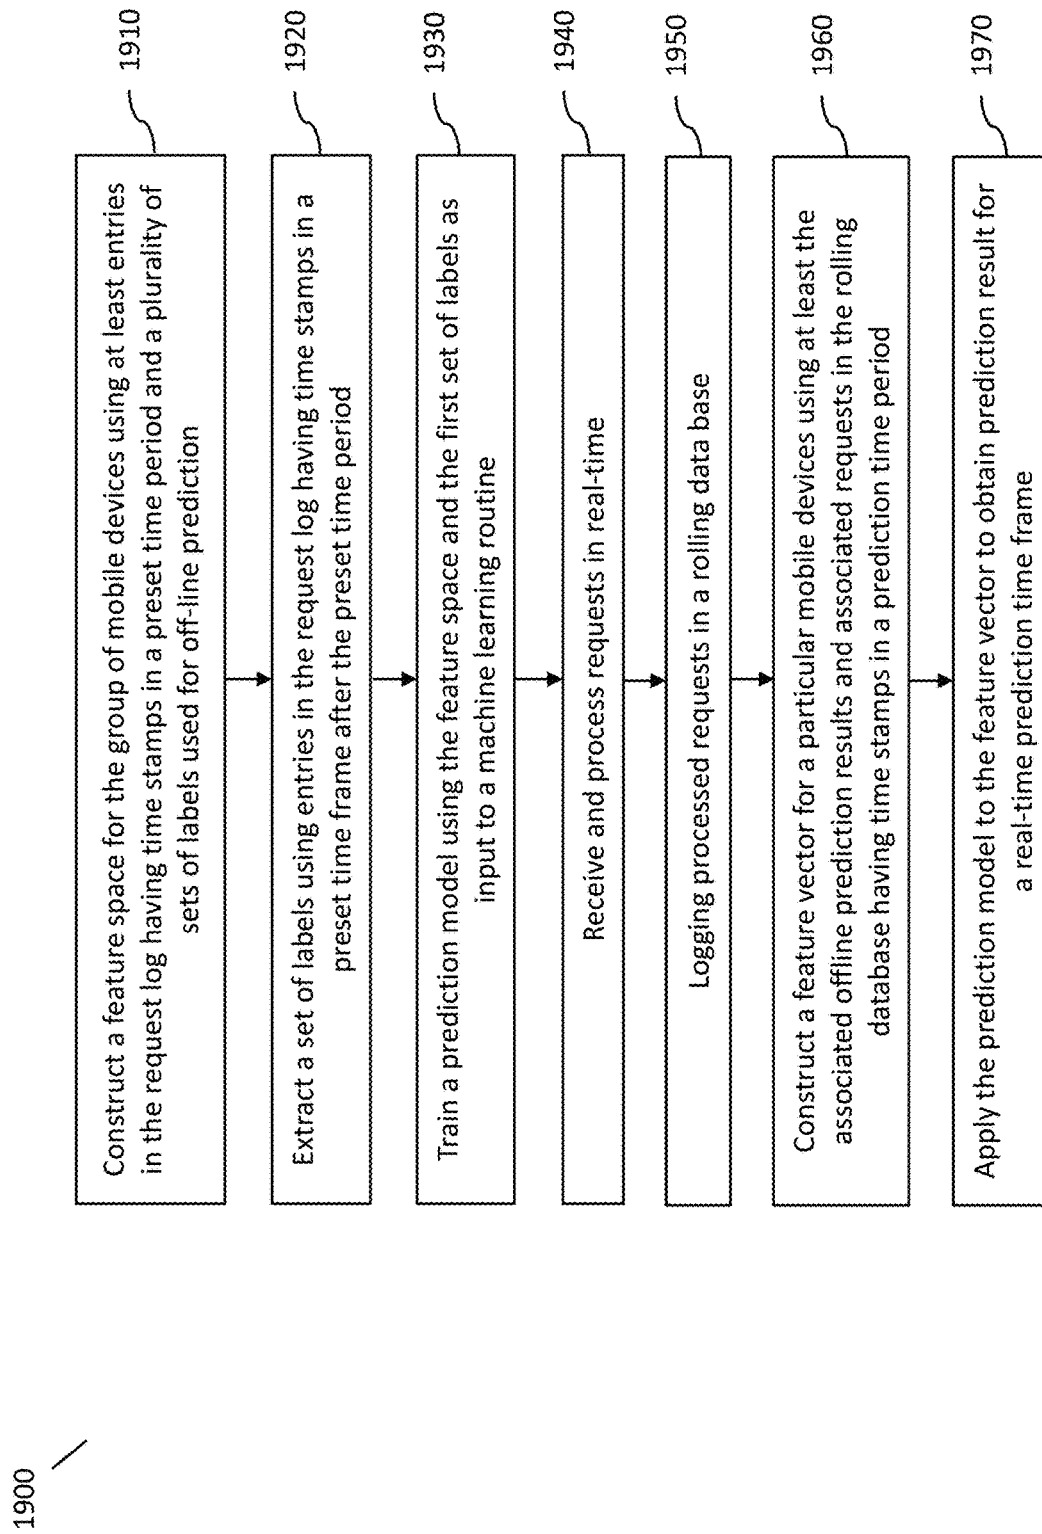 1900
Construct a feature space for the group of mobile devices using at least entries
in the request log having time stamps in a preset time period and a plurality of
sets of labels used for off-line prediction
1910
Extract a set of labels using entries in the request log having time stamps in a
preset time frame after the preset time period
1920
Train a prediction model using the feature space and the first set of labels as
input to a machine learning routine
1930
Receive and process requests in real-time
1940
Logging processed requests in a rolling data base
1950
Construct a feature vector for a particular mobile devices using at least the
associated offline prediction results and associated requests in the rolling
database having time stamps in a prediction time period
1960
Apply the prediction model to the feature vector to obtain prediction result for
a real-time prediction time frame
1970